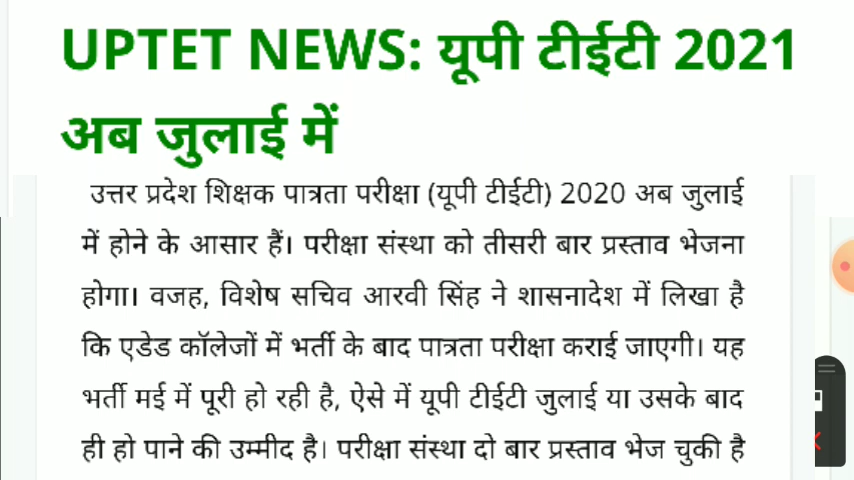 UPTET NEWS: यूपी टीईटी 2021
अब जुलाई में
उत्तर प्रदेश शिक्षक पात्रता परीक्षा (यूपी टीईटी) 2020 अब जुलाई
में होने के आसार हैं। परीक्षा संस्था को तीसरी बार प्रस्ताव भेजना
होगा। वजह, विशेष सचिव आरवी सिंह ने शासनादेश में लिखा है
कि एडेड कॉलेजों में भर्ती के बाद पात्रता परीक्षा कराई जाएगी। यह
भर्ती मई में पूरी हो रही है, ऐसे में यूपी टीईटी जुलाई या उसके बाद
ही हो पाने की उम्मीद है। परीक्षा संस्था दो बार प्रस्ताव भेज चुकी है